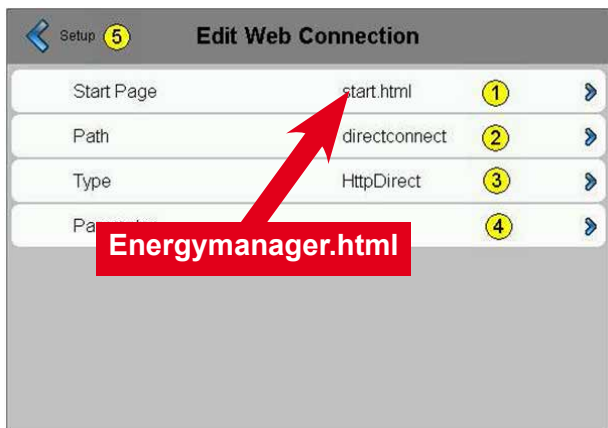 Setup 5 Edit Web Connection
Start Page start.html 1
Path directconnect 2
Type HttpDirect 3
4
Energymanager.html